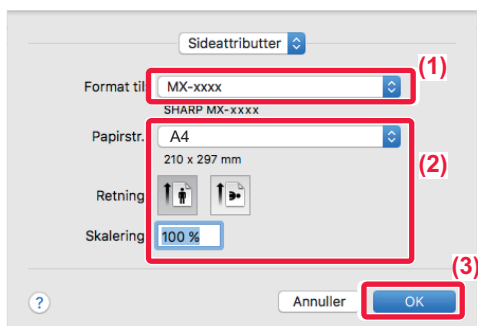 Sideattributter
(1)
Format til MX-xxxx
SHARP MX-xxxx
Papirstr. A4
210 x 297 mm
(2)
Retning
Skalering 100 %
(3)
? Annuller OK